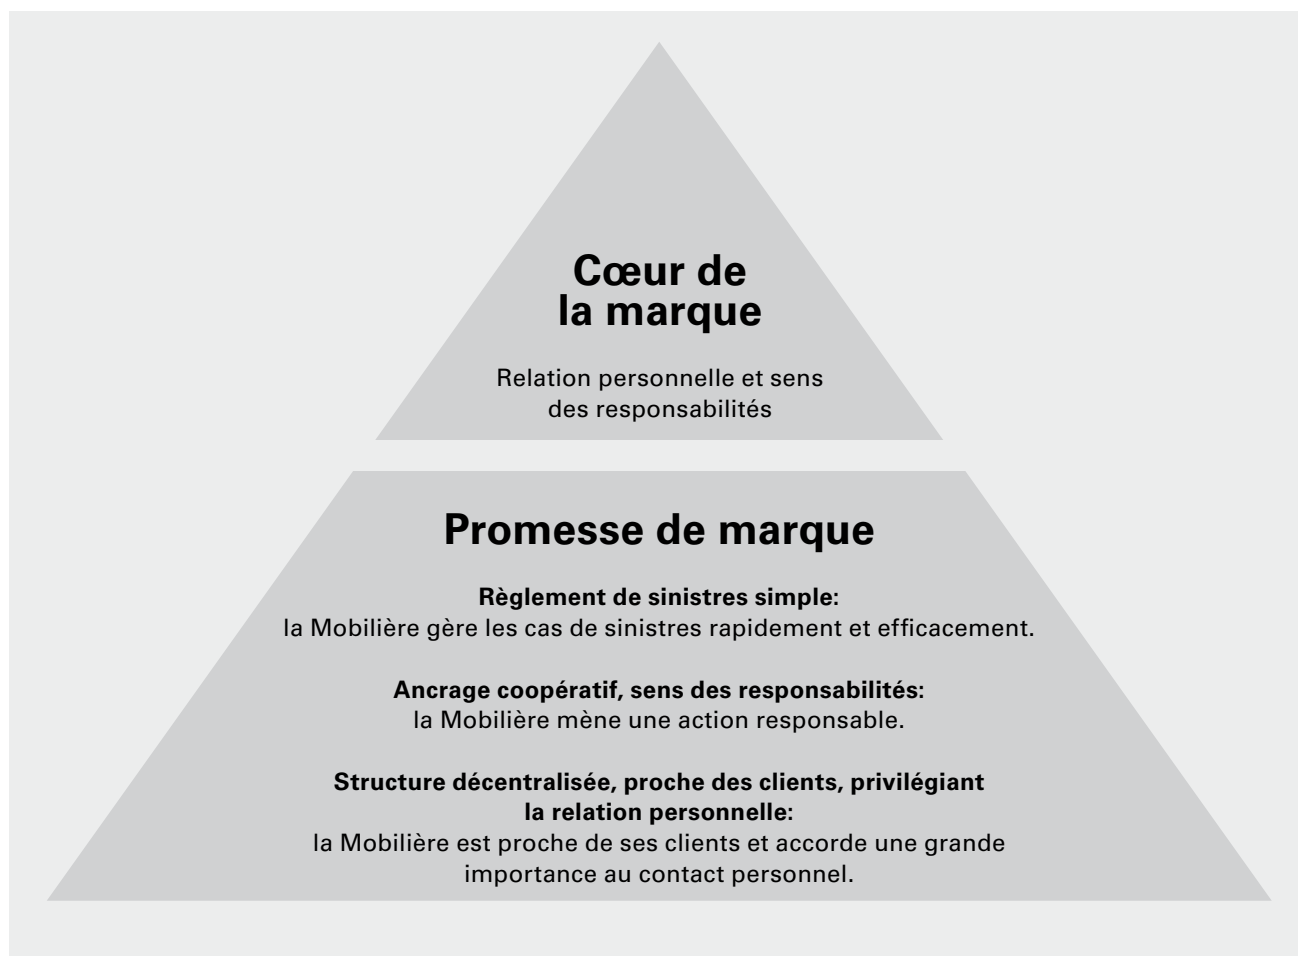 Cœur de
la marque
Relation personnelle et sens
des responsabilités
Promesse de marque
Règlement de sinistres simple:
la Mobilière gère les cas de sinistres rapidement et efficacement.
Ancrage coopératif, sens des responsabilités:
la Mobilière mène une action responsable.
Structure décentralisée, proche des clients, privilégiant
la relation personnelle:
la Mobilière est proche de ses clients et accorde une grande
importance au contact personnel.